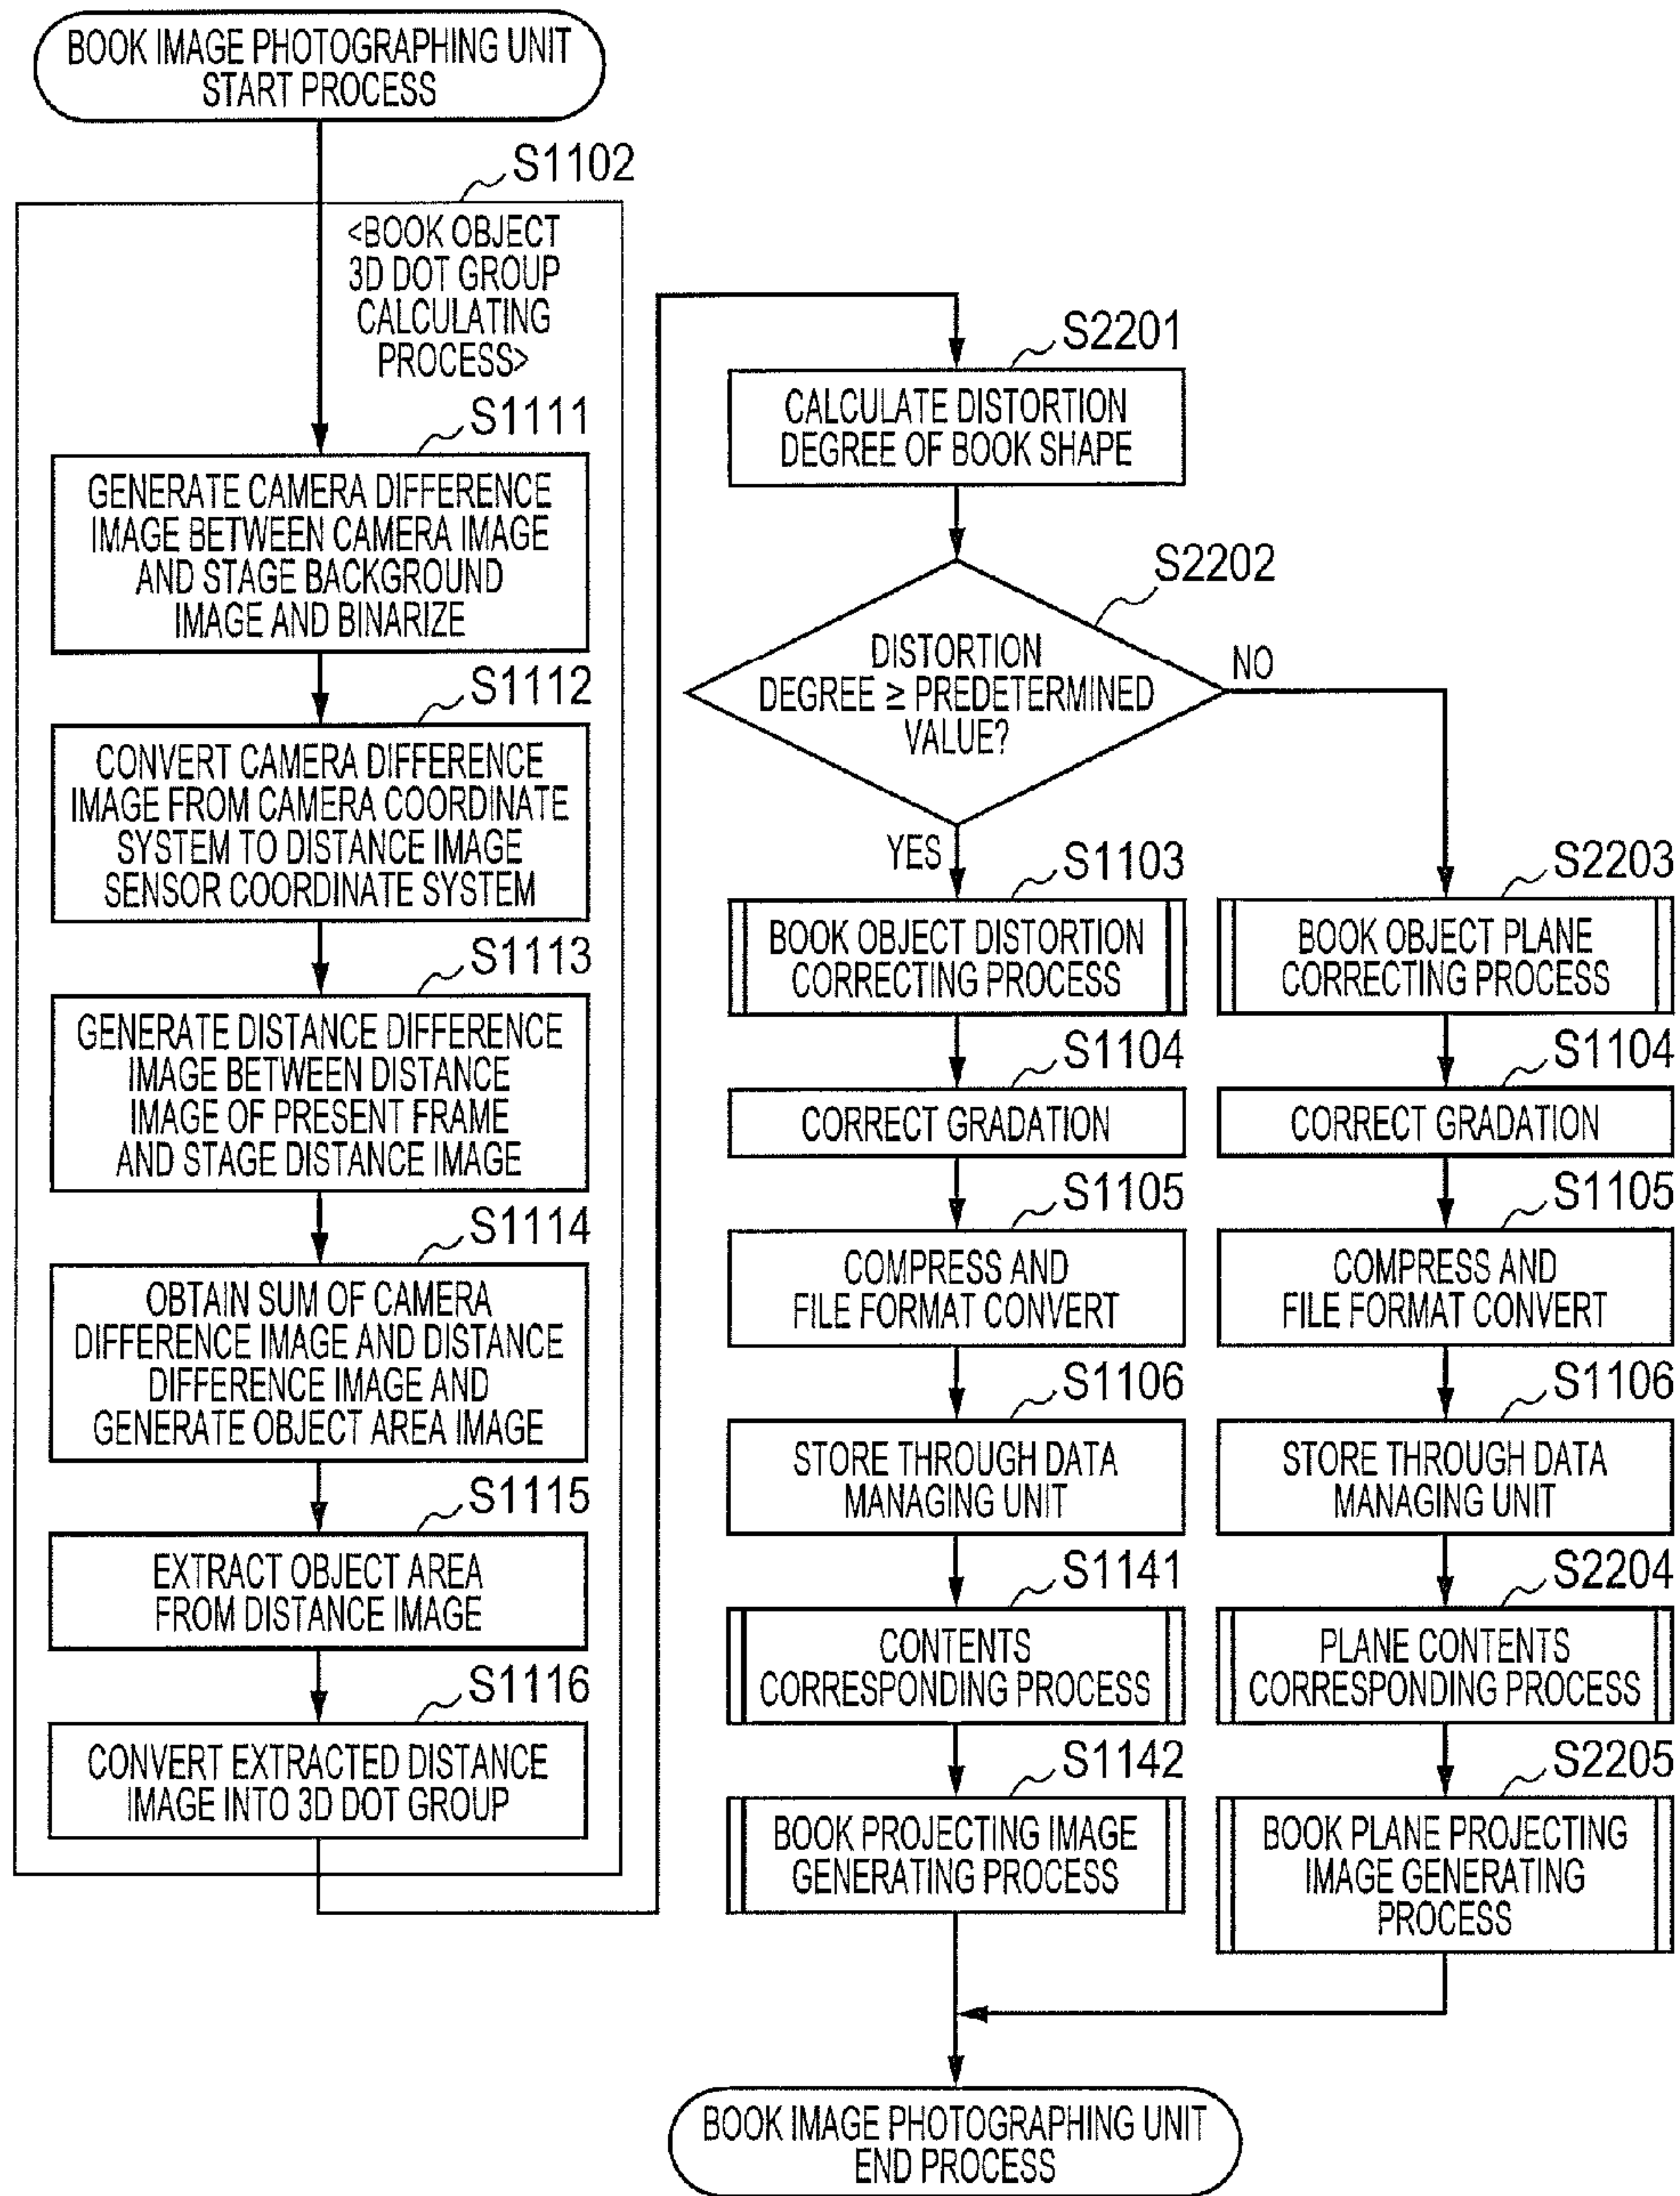 BOOK IMAGE PHOTOGRAPHING UNIT
START PROCESS
S1102
<BOOK OBJECT
3D DOT GROUP
CALCULATING
PROCESS>
S1111
GENERATE CAMERA DIFFERENCE
IMAGE BETWEEN CAMERA IMAGE
AND STAGE BACKGROUND
IMAGE AND BINARIZE
S1112
CONVERT CAMERA DIFFERENCE
IMAGE FROM CAMERA COORDINATE
SYSTEM TO DISTANCE IMAGE
SENSOR COORDINATE SYSTEM
S1113
GENERATE DISTANCE DIFFERENCE
IMAGE BETWEEN DISTANCE
IMAGE OF PRESENT FRAME
AND STAGE DISTANCE IMAGE
S1114
OBTAIN SUM OF CAMERA
DIFFERENCE IMAGE AND DISTANCE
DIFFERENCE IMAGE AND
GENERATE OBJECT AREA IMAGE
S1115
EXTRACT OBJECT AREA
FROM DISTANCE IMAGE
S1116
CONVERT EXTRACTED DISTANCE
IMAGE INTO 3D DOT GROUP
S2201
CALCULATE DISTORTION
DEGREE OF BOOK SHAPE
S2202
DISTORTION
DEGREE ≥ PREDETERMINED
VALUE?
NO
YES
S1103
BOOK OBJECT DISTORTION
CORRECTING PROCESS
S1104
CORRECT GRADATION
S1105
COMPRESS AND
FILE FORMAT CONVERT
S1106
STORE THROUGH DATA
MANAGING UNIT
S1141
CONTENTS
CORRESPONDING PROCESS
S1142
BOOK PROJECTING IMAGE
GENERATING PROCESS
S2203
BOOK OBJECT PLANE
CORRECTING PROCESS
S1104
CORRECT GRADATION
S1105
COMPRESS AND
FILE FORMAT CONVERT
S1106
STORE THROUGH DATA
MANAGING UNIT
S2204
PLANE CONTENTS
CORRESPONDING PROCESS
S2205
BOOK PLANE PROJECTING
IMAGE GENERATING
PROCESS
BOOK IMAGE PHOTOGRAPHING UNIT
END PROCESS